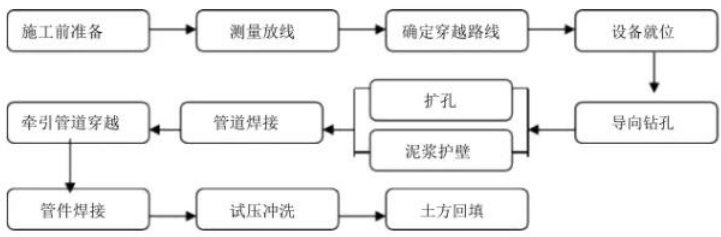 施工前准备
测量放线
确定穿越路线
设备就位
导向钻孔
扩孔
泥浆护壁
管道焊接
牵引管道穿越
管件焊接
试压冲洗
土方回填